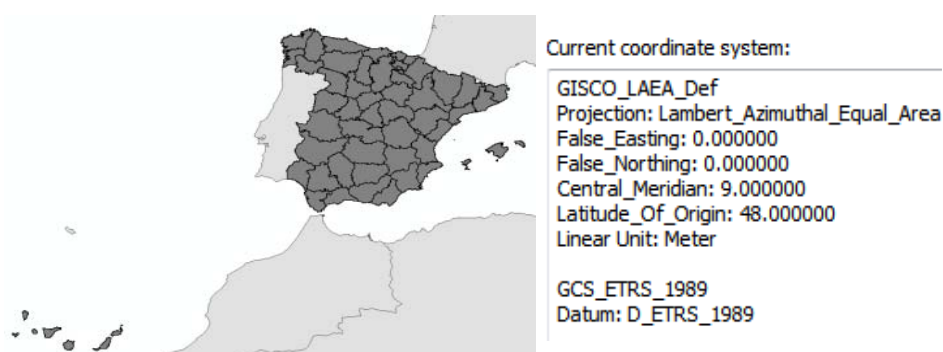 Current coordinate system:
GISCO_LAEA_Def
Projection: Lambert_Azimuthal_Equal_Area
False_Easting: 0.000000
False_Northing: 0.000000
Central_Meridian: 9.000000
Latitude_Of_Origin: 48.000000
Linear Unit: Meter
GCS_ETRS_1989
Datum: D_ETRS_1989